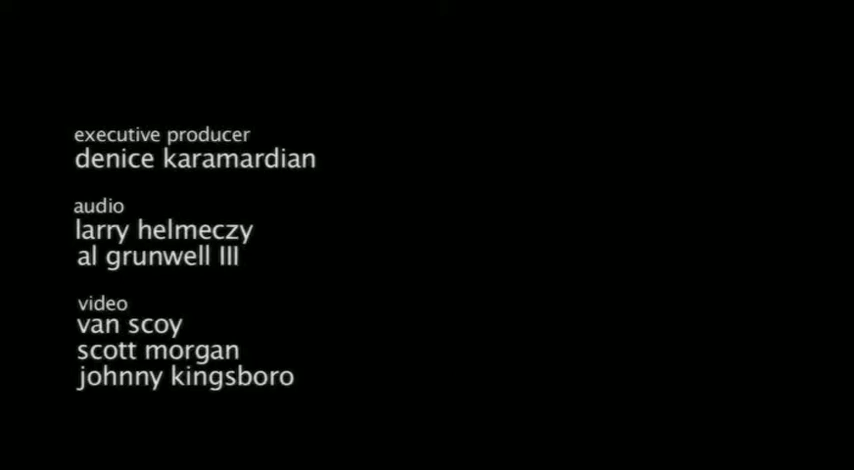 executive producer
denice karamardian
audio
larry helmeczy
al grunwell III
video
van scoy
scott morgan
johnny kingsboro